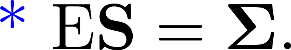 * E𝐒 = 𝚺.